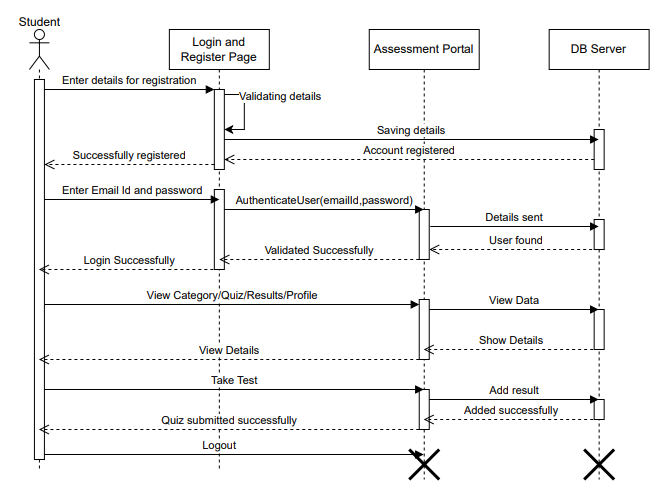 Student
Login and
Register Page
Assessment Portal
DB Server
Enter details for registration
Validating details
Saving details
Account registered
Successfully registered
Enter Email Id and password
AuthenticateUser(emailId,password)
Details sent
User found
Validated Successfully
Login Successfully
View Category/Quiz/Results/Profile
View Data
Show Details
View Details
Take Test
Add result
Added successfully
Quiz submitted successfully
Logout